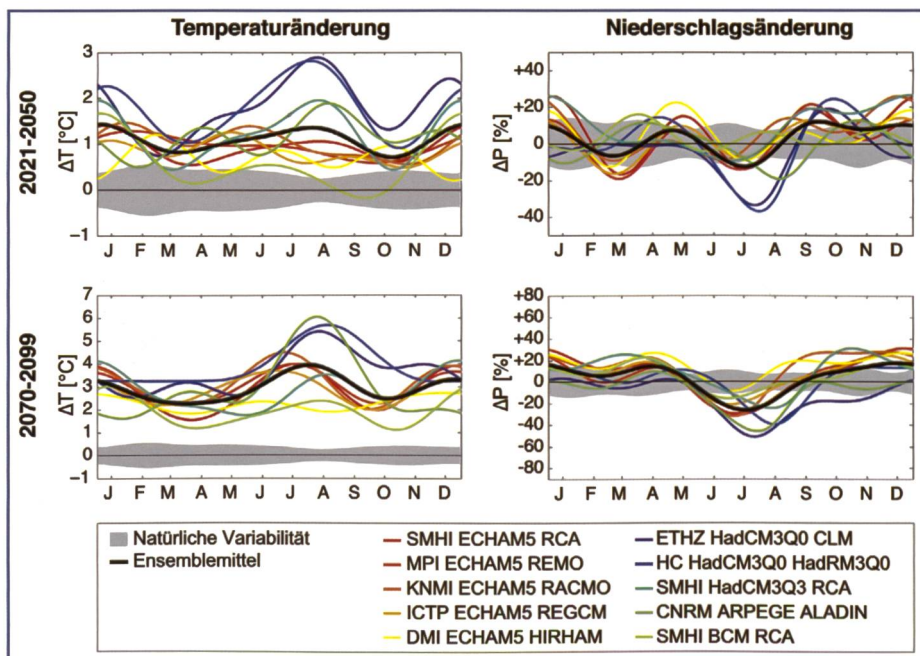 Temperaturänderung
Niederschlagsänderung
2021-2050
ΔT [°C]
3
2
1
0
–1
J F M A M J J A S O N D
ΔP [%]
+40
+20
0
-20
-40
J F M A M J J A S O N D
2070-2099
ΔT [°C]
7
6
5
4
3
2
1
0
–1
J F M A M J J A S O N D
ΔP [%]
+80
+60
+40
+20
0
-20
-40
-60
-80
J F M A M J J A S O N D
Natürliche Variabilität
Ensemblemittel
SMHI ECHAM5 RCA
MPI ECHAM5 REMO
KNMI ECHAM5 RACMO
ICTP ECHAM5 REGCM
DMI ECHAM5 HIRHAM
ETHZ HadCM3Q0 CLM
HC HadCM3Q0 HadRM3Q0
SMHI HadCM3Q3 RCA
CNRM ARPEGE ALADIN
SMHI BCM RCA